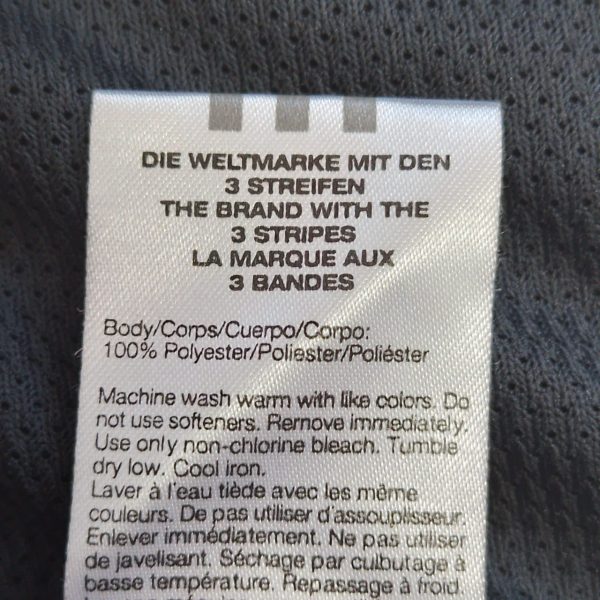 DIE WELTMARKE MIT DEN
3 STREIFEN
THE BRAND WITH THE
3 STRIPES
LA MARQUE AUX
3 BANDES
Body/Corps/Cuerpo/Corpo:
100% Polyester/Poliester/Poliéster
Machine wash warm with like colors. Do
not use softeners. Remove immediately.
Use only non-chlorine bleach. Tumble
dry low. Cool iron.
Laver à l'eau tiède avec les même
couleurs. De pas utiliser d'assouplisseur.
Enlever immédiatement. Ne pas utiliser
de javelisant. Séchage par culbutage à
basse température. Repassage à froid.